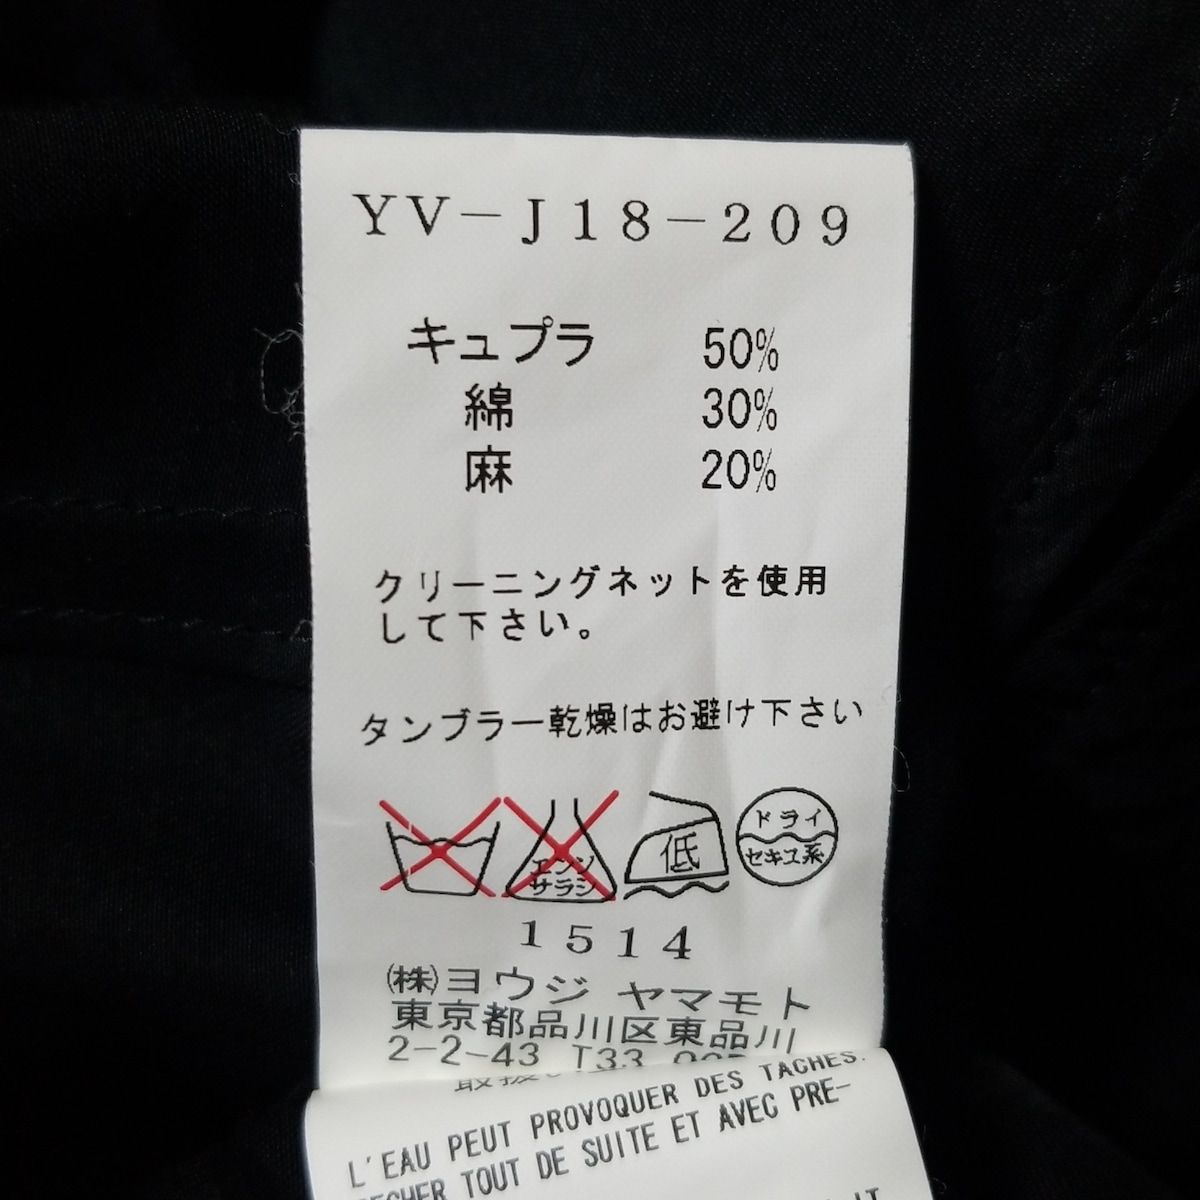 YV-J18-209
キュプラ 50%
綿 30%
麻 20%
クリーニングネットを使用
して下さい。
タンブラー乾燥はお避け下さい
エンソ
サラシ
低
ドライ
セキユ系
1514
㈱ヨウジ ヤマモト
東京都品川区東品川
2-2-43 T33
L'EAU PEUT PROVOQUER DES TACHES.
TOUT DE SUITE ET AVEC PRE-